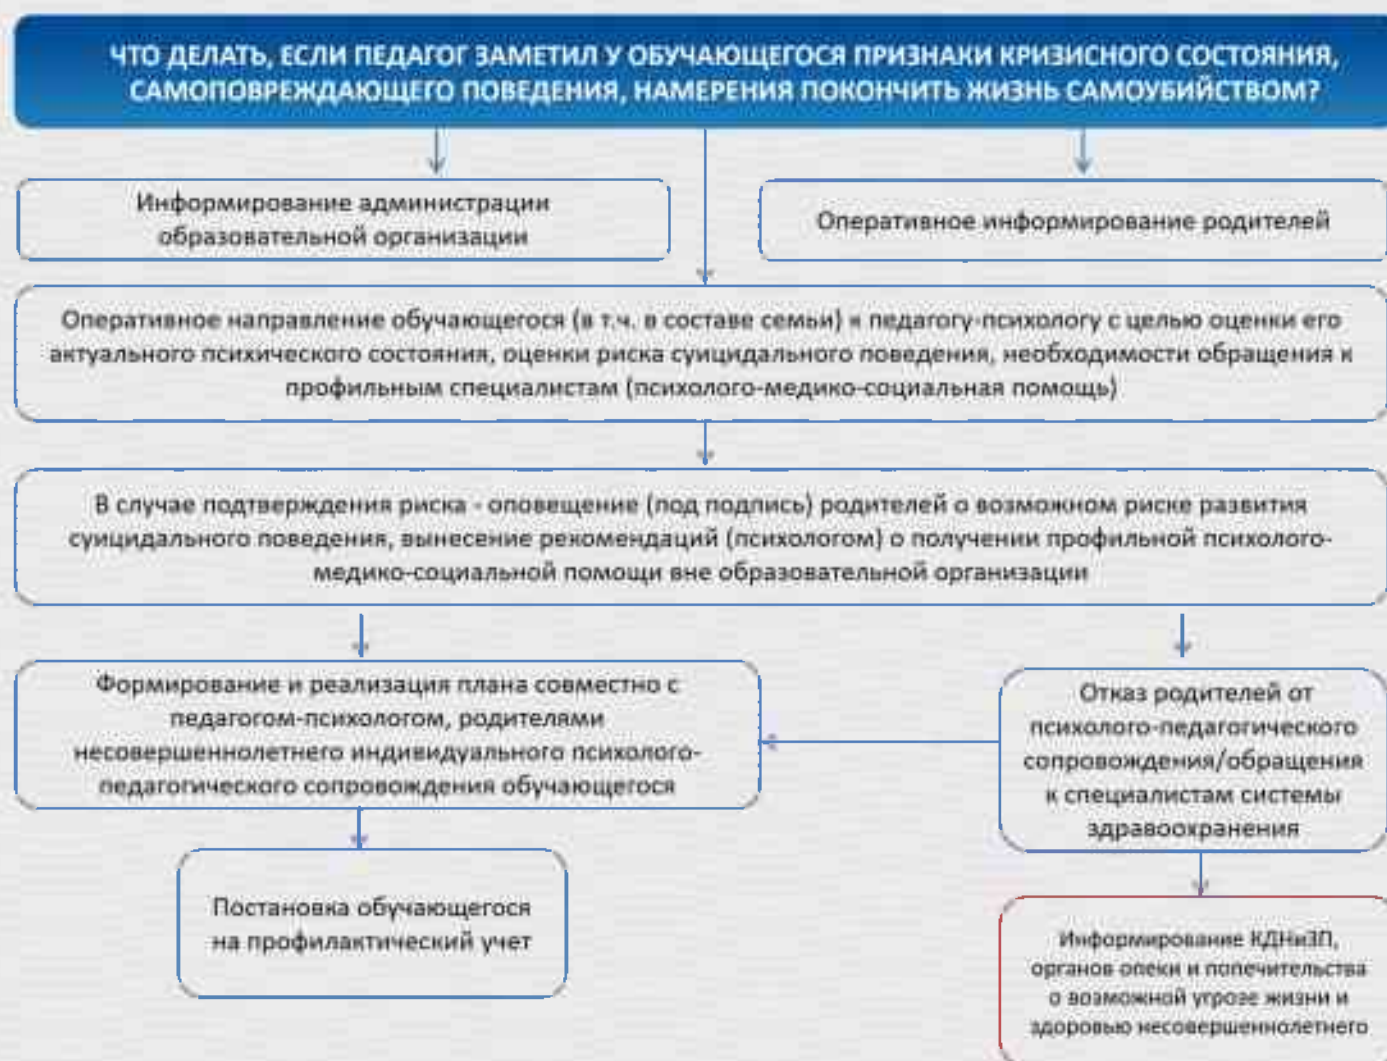 ЧТО ДЕЛАТЬ, ЕСЛИ ПЕДАГОГ ЗАМЕТИЛ У ОБУЧАЮЩЕГОСЯ ПРИЗНАКИ КРИЗИСНОГО СОСТОЯНИЯ,
САМОПОВРЕЖДАЮЩЕГО ПОВЕДЕНИЯ, НАМЕРЕНИЯ ПОКОНЧИТЬ ЖИЗНЬ САМОУБИЙСТВОМ?
Информирование администрации
образовательной организации
Оперативное информирование родителей
Оперативное направление обучающегося (в т.ч. в составе семьи) к педагогу-психологу с целью оценки его
актуального психического состояния, оценки риска суицидального поведения, необходимости обращения к
профильным специалистам (психолого-медико-социальная помощь)
В случае подтверждения риска - оповещение (под подпись) родителей о возможном риске развития
суицидального поведения, вынесение рекомендаций (психологом) о получении профильной психолого-
медико-социальной помощи вне образовательной организации
Формирование и реализация плана совместно с
педагогом-психологом, родителями
несовершеннолетнего индивидуального психолого-
педагогического сопровождения обучающегося
Отказ родителей от
психолого-педагогического
сопровождения/обращения
к специалистам системы
здравоохранения
Постановка обучающегося
на профилактический учет
Информирование КДНиЗП,
органов опеки и попечительства
о возможной угрозе жизни и
здоровью несовершеннолетнего